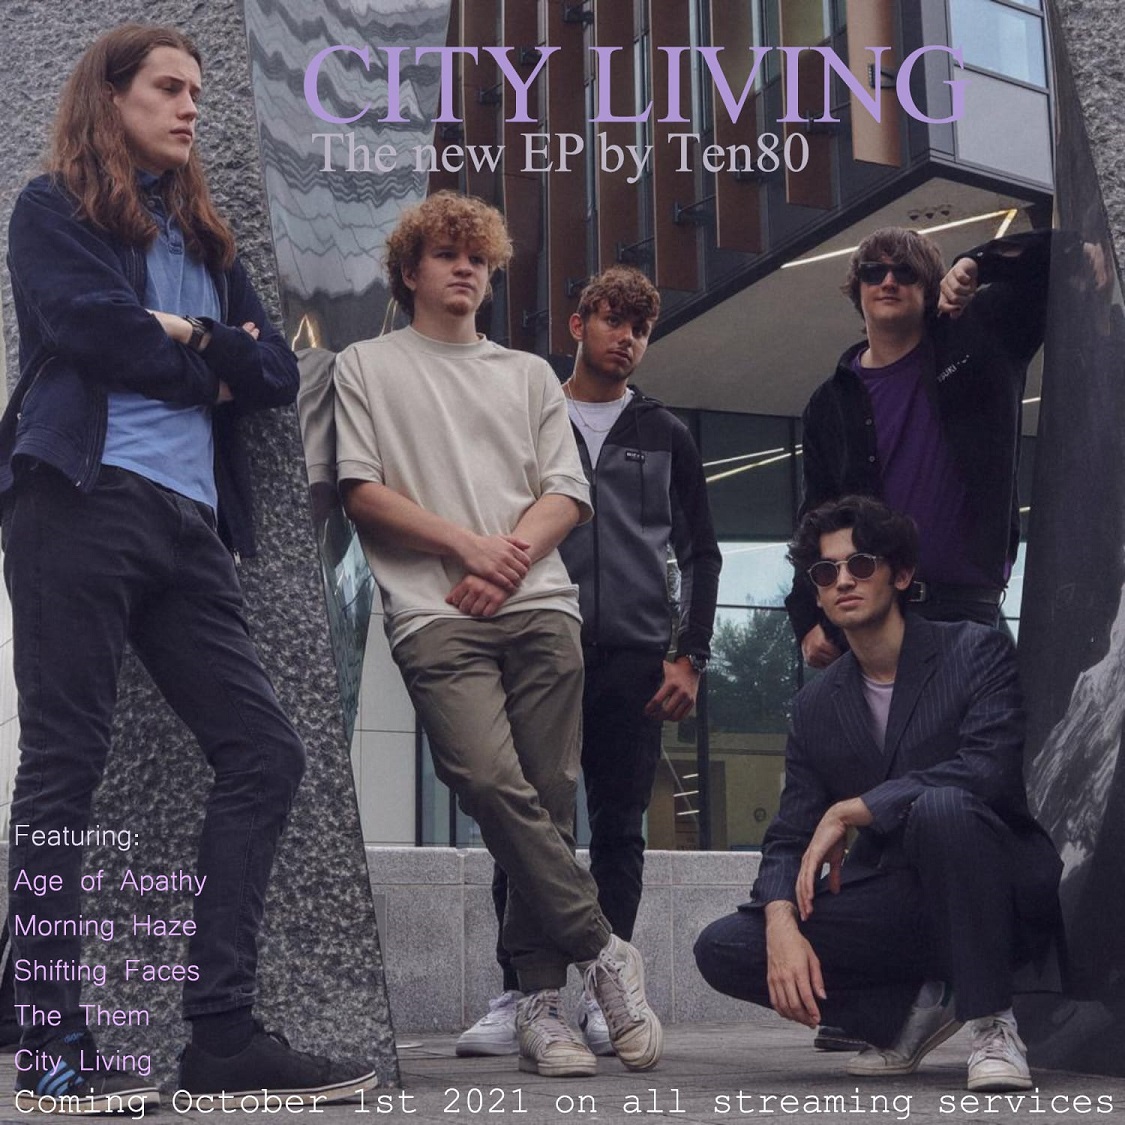 CITY LIVING
The new EP by Ten80
Featuring:
Age of Apathy
Morning Haze
Shifting Faces
The Them
City Living
Coming October 1st 2021 on all streaming services